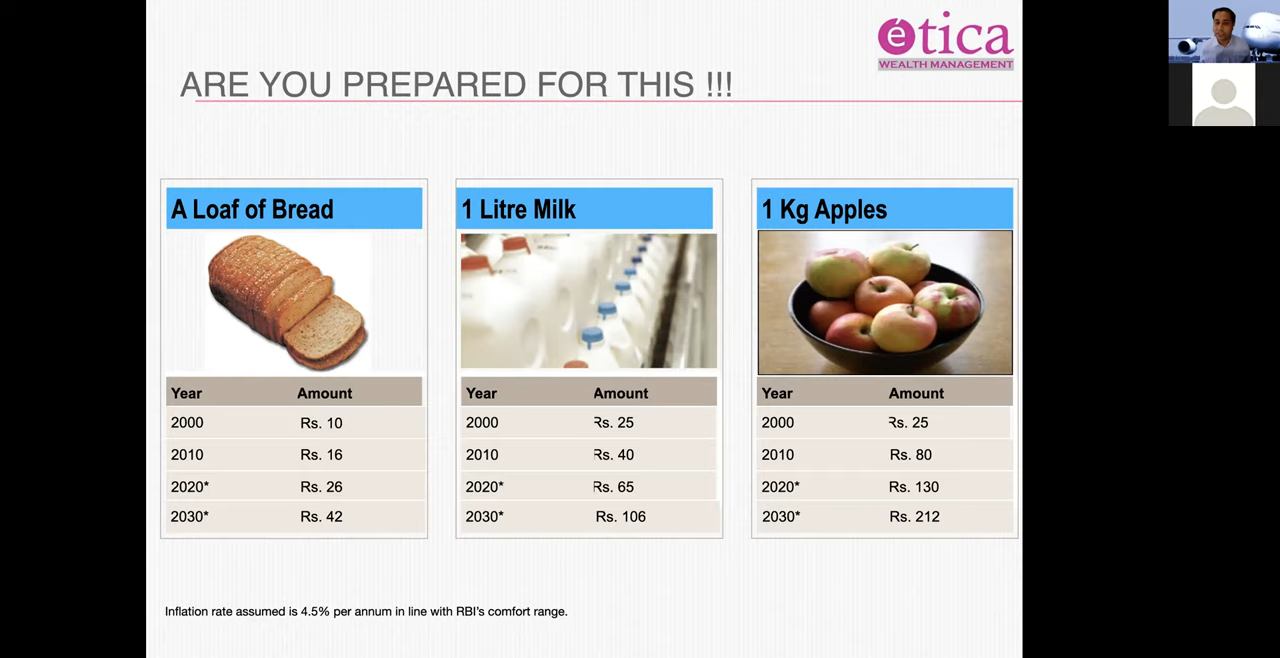 ética
WEALTH MANAGEMENT
ARE YOU PREPARED FOR THIS !!!
A Loaf of Bread
Year Amount
2000 Rs. 10
2010 Rs. 16
2020* Rs. 26
2030* Rs. 42
1 Litre Milk
Year Amount
2000 Rs. 25
2010 Rs. 40
2020* Rs. 65
2030* Rs. 106
1 Kg Apples
Year Amount
2000 Rs. 25
2010 Rs. 80
2020* Rs. 130
2030* Rs. 212
Inflation rate assumed is 4.5% per annum in line with RBI's comfort range.